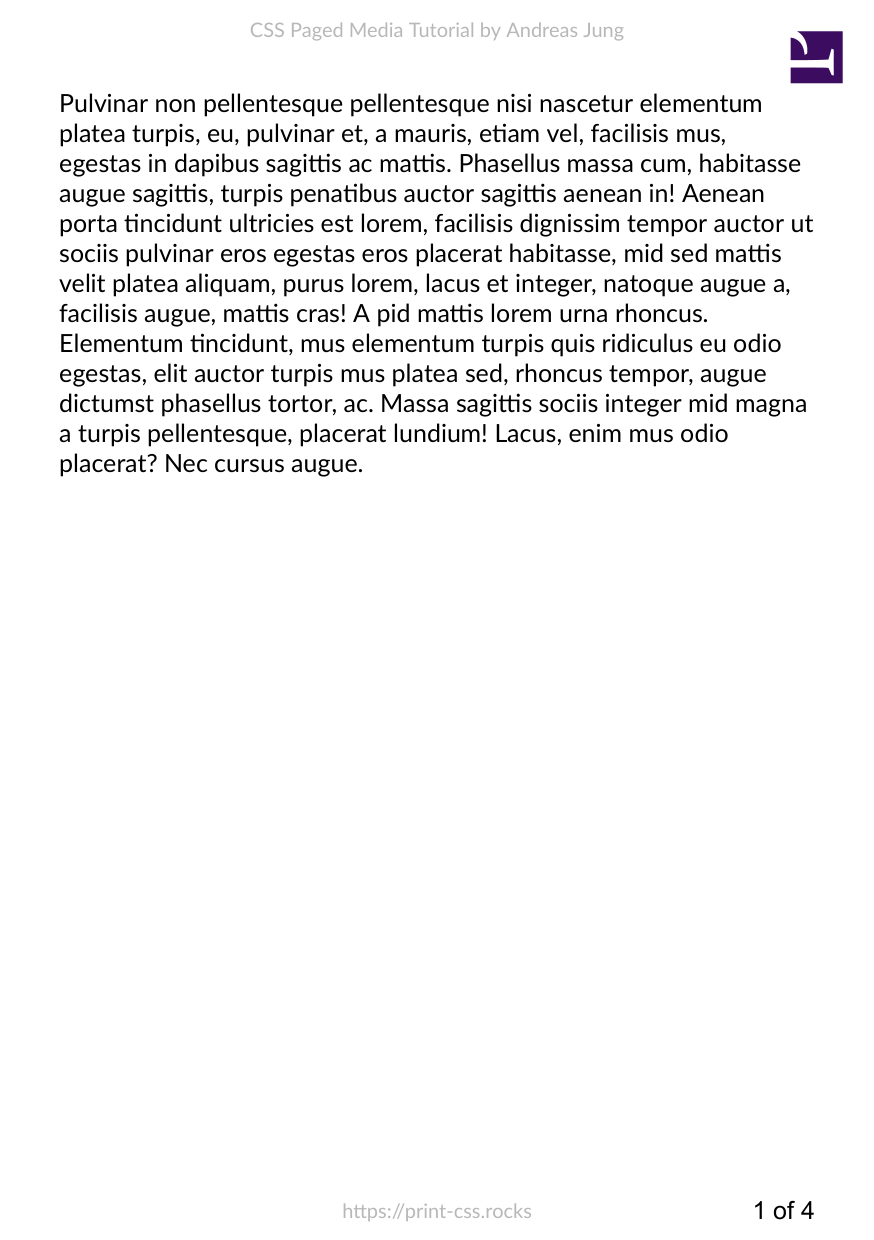 CSS Paged Media Tutorial by Andreas Jung
Pulvinar non pellentesque pellentesque nisi nascetur elementum
platea turpis, eu, pulvinar et, a mauris, etiam vel, facilisis mus,
egestas in dapibus sagittis ac mattis. Phasellus massa cum, habitasse
augue sagittis, turpis penatibus auctor sagittis aenean in! Aenean
porta tincidunt ultricies est lorem, facilisis dignissim tempor auctor ut
sociis pulvinar eros egestas eros placerat habitasse, mid sed mattis
velit platea aliquam, purus lorem, lacus et integer, natoque augue a,
facilisis augue, mattis cras! A pid mattis lorem urna rhoncus.
Elementum tincidunt, mus elementum turpis quis ridiculus eu odio
egestas, elit auctor turpis mus platea sed, rhoncus tempor, augue
dictumst phasellus tortor, ac. Massa sagittis sociis integer mid magna
a turpis pellentesque, placerat lundium! Lacus, enim mus odio
placerat? Nec cursus augue.
https://print-css.rocks
1 of 4